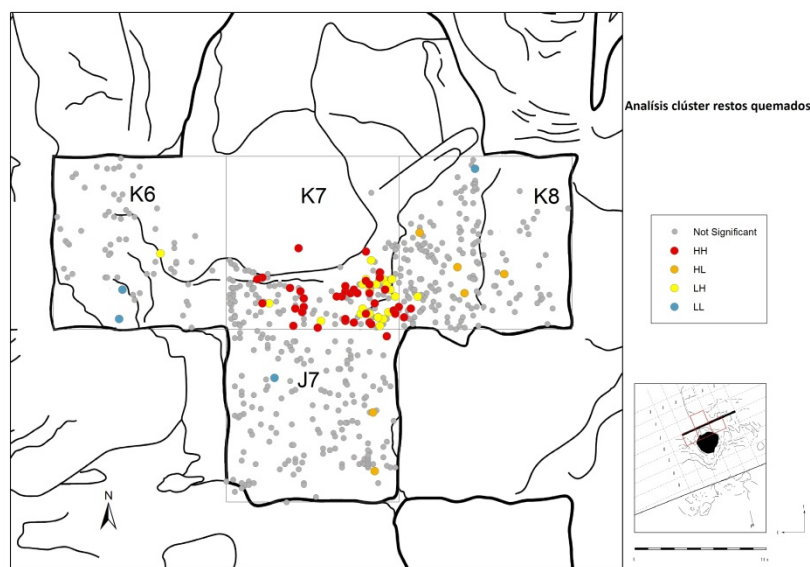 Analísis clúster restos quemados
K6
K7
K8
J7
N
Not Significant
HH
HL
LH
LL